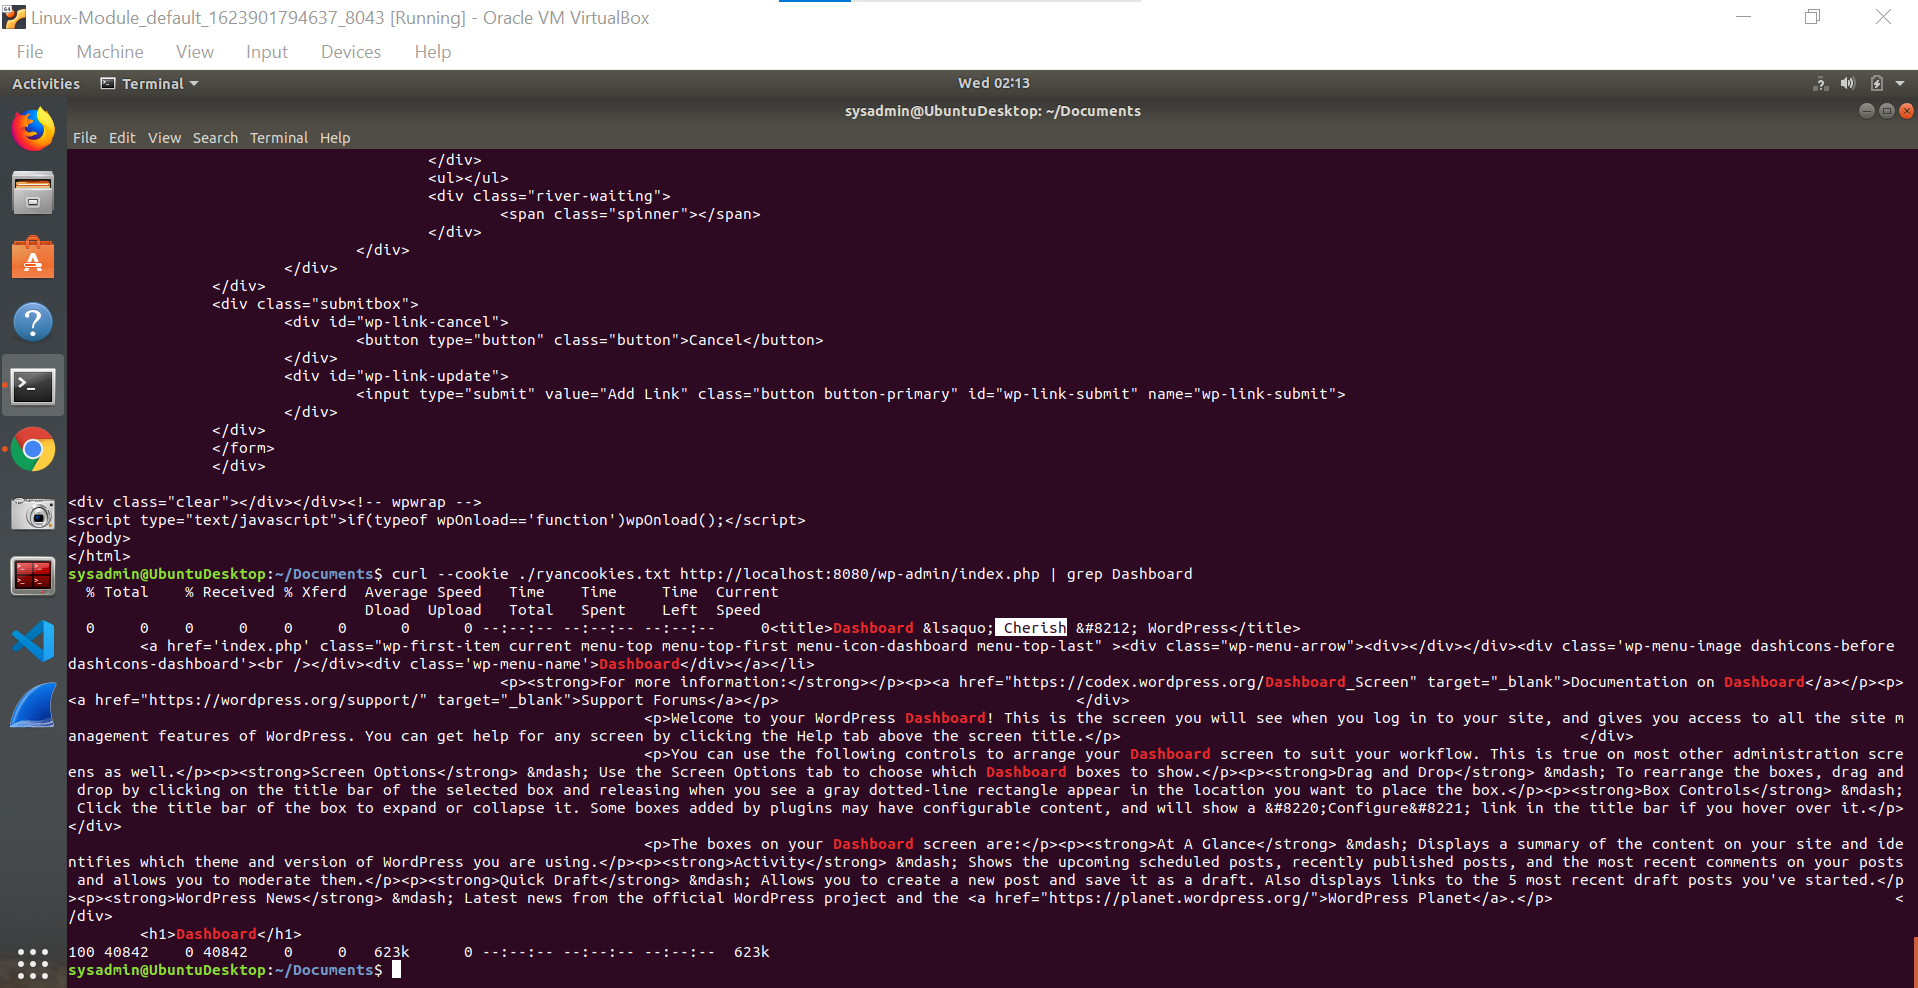 Linux-Module_default_1623901794637_8043 [Running] - Oracle VM VirtualBox
File Machine View Input Devices Help
Activities Terminal Wed 02:13
sysadmin@UbuntuDesktop: ~/Documents
File Edit View Search Terminal Help
</div>
<ul></ul>
<div class="river-waiting">
<span class="spinner"></span>
</div>
</div>
</div>
</div>
<div class="submitbox">
<div id="wp-link-cancel">
<button type="button" class="button">Cancel</button>
</div>
<div id="wp-link-update">
<input type="submit" value="Add Link" class="button button-primary" id="wp-link-submit" name="wp-link-submit">
</div>
</div>
</form>
</div>
<div class="clear"></div></div><!-- wpwrap -->
<script type="text/javascript">if(typeof wpOnload=='function')wpOnload();</script>
</body>
</html>
sysadmin@UbuntuDesktop:~/Documents$ curl --cookie ./ryancookies.txt http://localhost:8080/wp-admin/index.php | grep Dashboard
% Total % Received % Xferd Average Speed Time Time Time Current
Dload Upload Total Spent Left Speed
0 0 0 0 0 0 0 0 --:--:-- --:--:-- --:--:-- 0<title>Dashboard &lsaquo; Cherish &#8212; WordPress</title>
<a href='index.php' class="wp-first-item current menu-top menu-top-first menu-icon-dashboard menu-top-last" ><div class="wp-menu-arrow"><div></div></div><div class='wp-menu-image dashicons-before
dashicons-dashboard'><br /></div><div class='wp-menu-name'>Dashboard</div></a></li>
<p><strong>For more information:</strong></p><p><a href="https://codex.wordpress.org/Dashboard_Screen" target="_blank">Documentation on Dashboard</a></p><p>
<a href="https://wordpress.org/support/" target="_blank">Support Forums</a></p> </div>
<p>Welcome to your WordPress Dashboard! This is the screen you will see when you log in to your site, and gives you access to all the site m
anagement features of WordPress. You can get help for any screen by clicking the Help tab above the screen title.</p> </div>
<p>You can use the following controls to arrange your Dashboard screen to suit your workflow. This is true on most other administration scre
ens as well.</p><p><strong>Screen Options</strong> &mdash; Use the Screen Options tab to choose which Dashboard boxes to show.</p><p><strong>Drag and Drop</strong> &mdash; To rearrange the boxes, drag and
drop by clicking on the title bar of the selected box and releasing when you see a gray dotted-line rectangle appear in the location you want to place the box.</p><p><strong>Box Controls</strong> &mdash;
Click the title bar of the box to expand or collapse it. Some boxes added by plugins may have configurable content, and will show a &#8220;Configure&#8221; link in the title bar if you hover over it.</p>
</div>
<p>The boxes on your Dashboard screen are:</p><p><strong>At A Glance</strong> &mdash; Displays a summary of the content on your site and ide
ntifies which theme and version of WordPress you are using.</p><p><strong>Activity</strong> &mdash; Shows the upcoming scheduled posts, recently published posts, and the most recent comments on your posts
and allows you to moderate them.</p><p><strong>Quick Draft</strong> &mdash; Allows you to create a new post and save it as a draft. Also displays links to the 5 most recent draft posts you've started.</p
><p><strong>WordPress News</strong> &mdash; Latest news from the official WordPress project and the <a href="https://planet.wordpress.org/">WordPress Planet</a>.</p> <
/div>
<h1>Dashboard</h1>
100 40842 0 40842 0 0 623k 0 --:--:-- --:--:-- --:--:-- 623k
sysadmin@UbuntuDesktop:~/Documents$